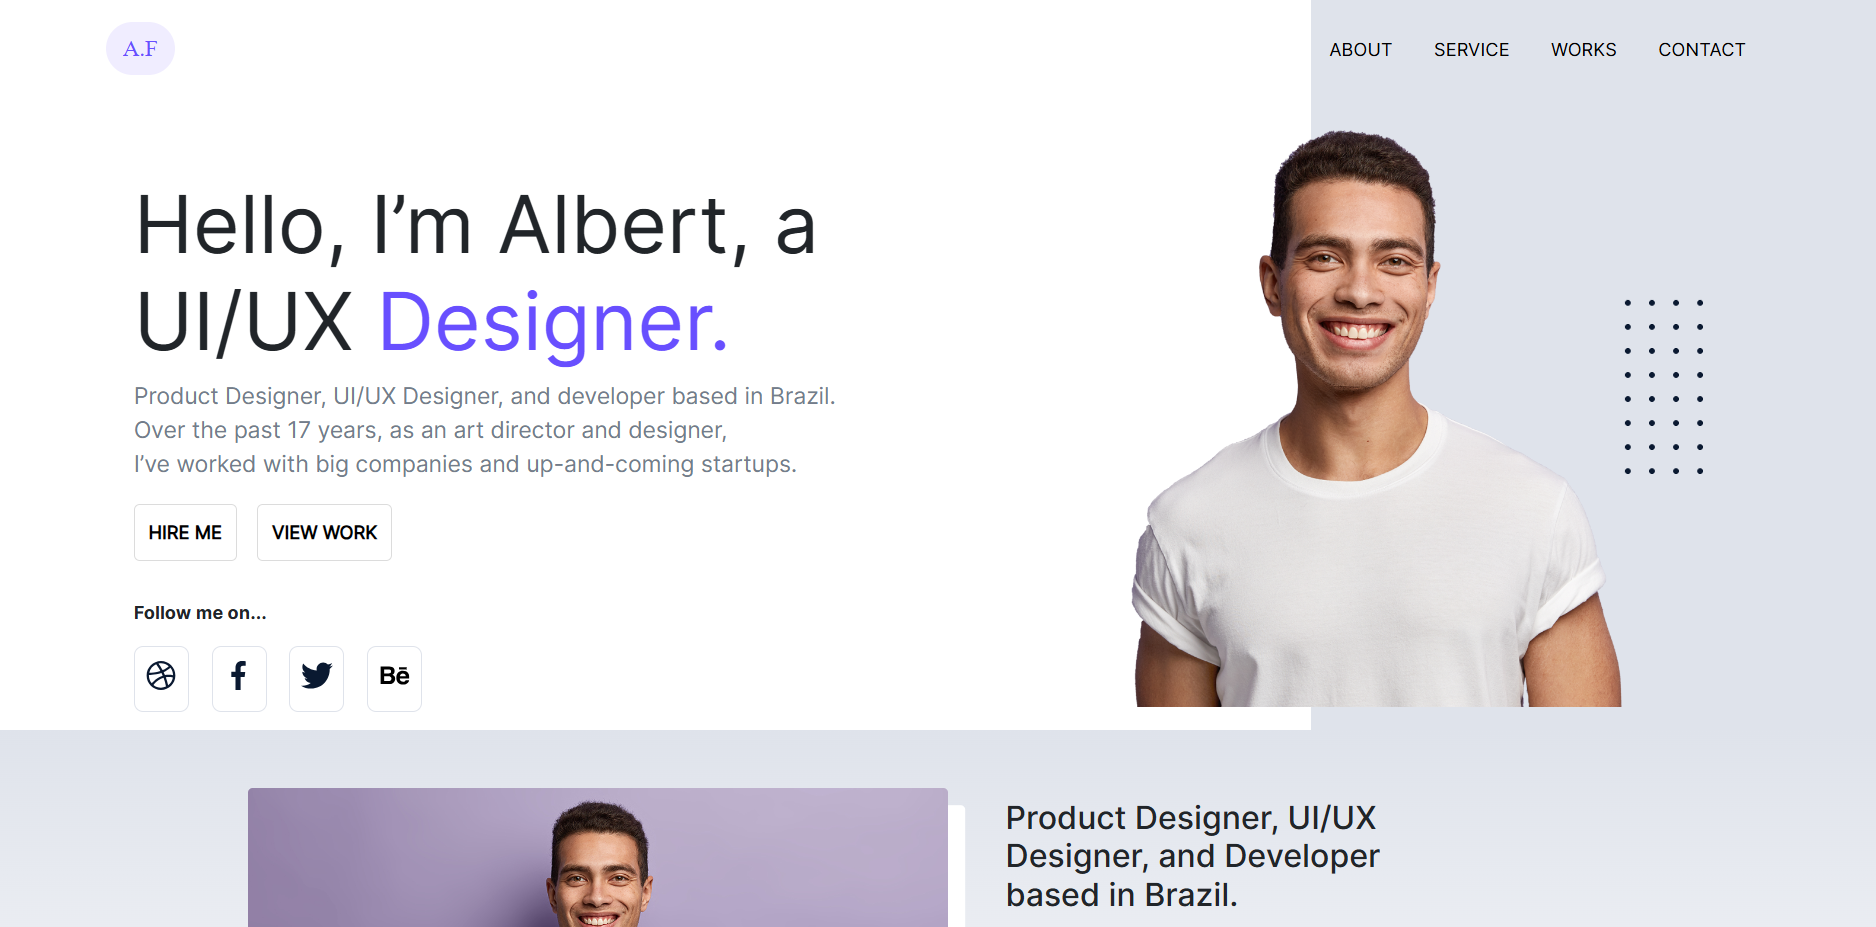 A.F
ABOUT SERVICE WORKS CONTACT
Hello, I’m Albert, a
UI/UX Designer.
Product Designer, UI/UX Designer, and developer based in Brazil.
Over the past 17 years, as an art director and designer,
I’ve worked with big companies and up-and-coming startups.
HIRE ME VIEW WORK
Follow me on...
Bē
Product Designer, UI/UX
Designer, and Developer
based in Brazil.